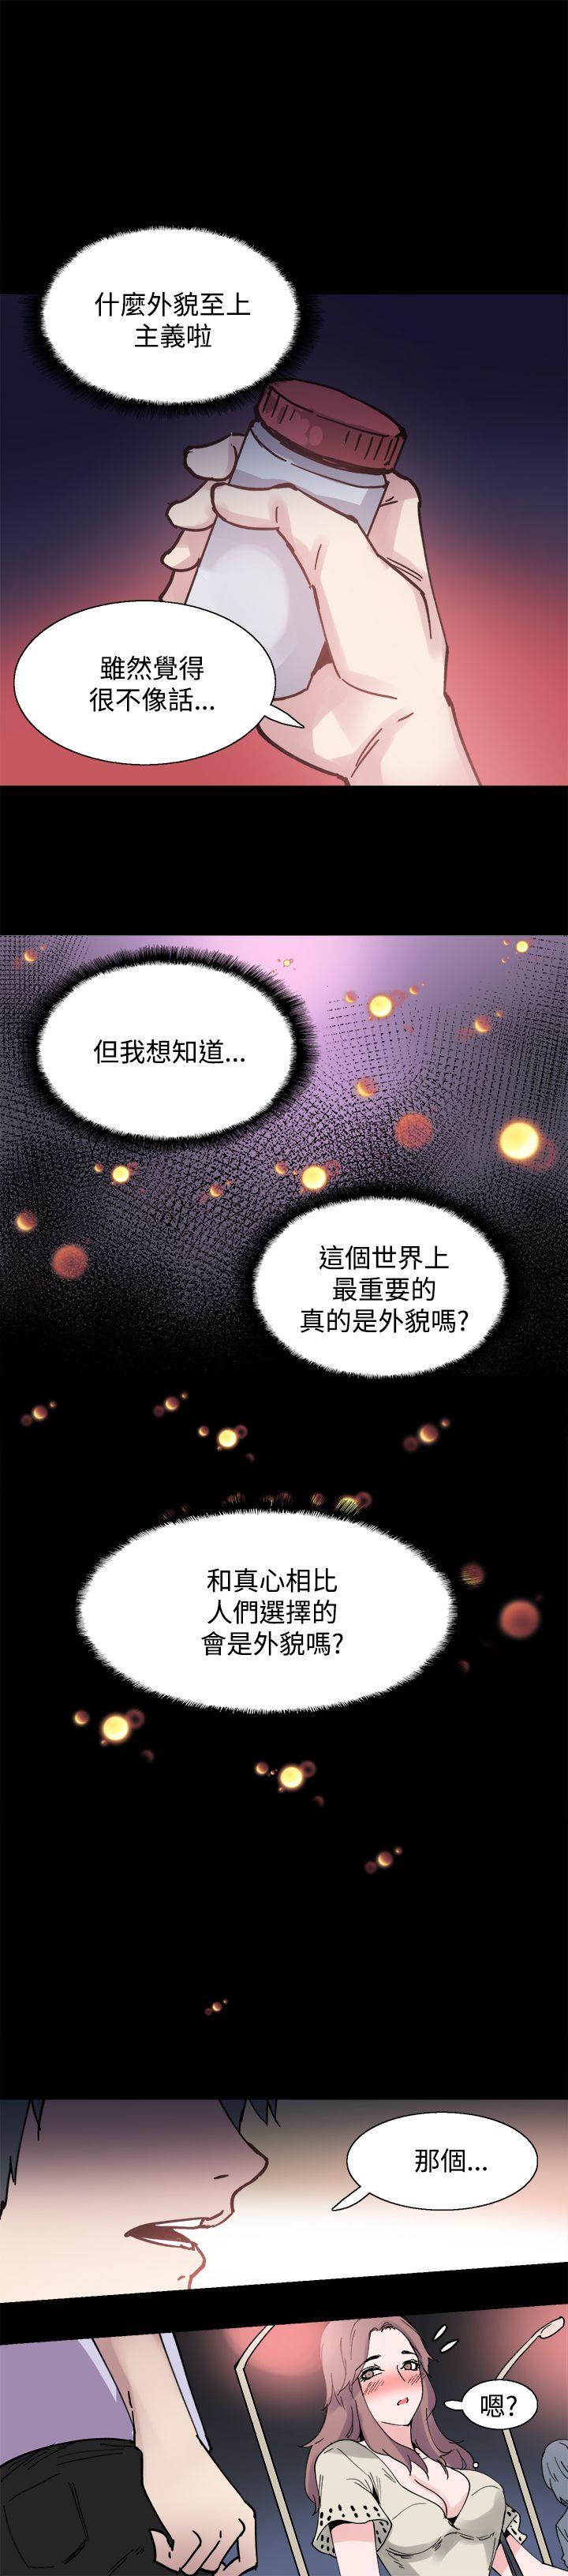 什麼外貌至上
主義啦
雖然覺得
很不像話...
但我想知道...
這個世界上
最重要的
真的是外貌嗎?
和真心相比
人們選擇的
會是外貌嗎?
那個...
嗯?